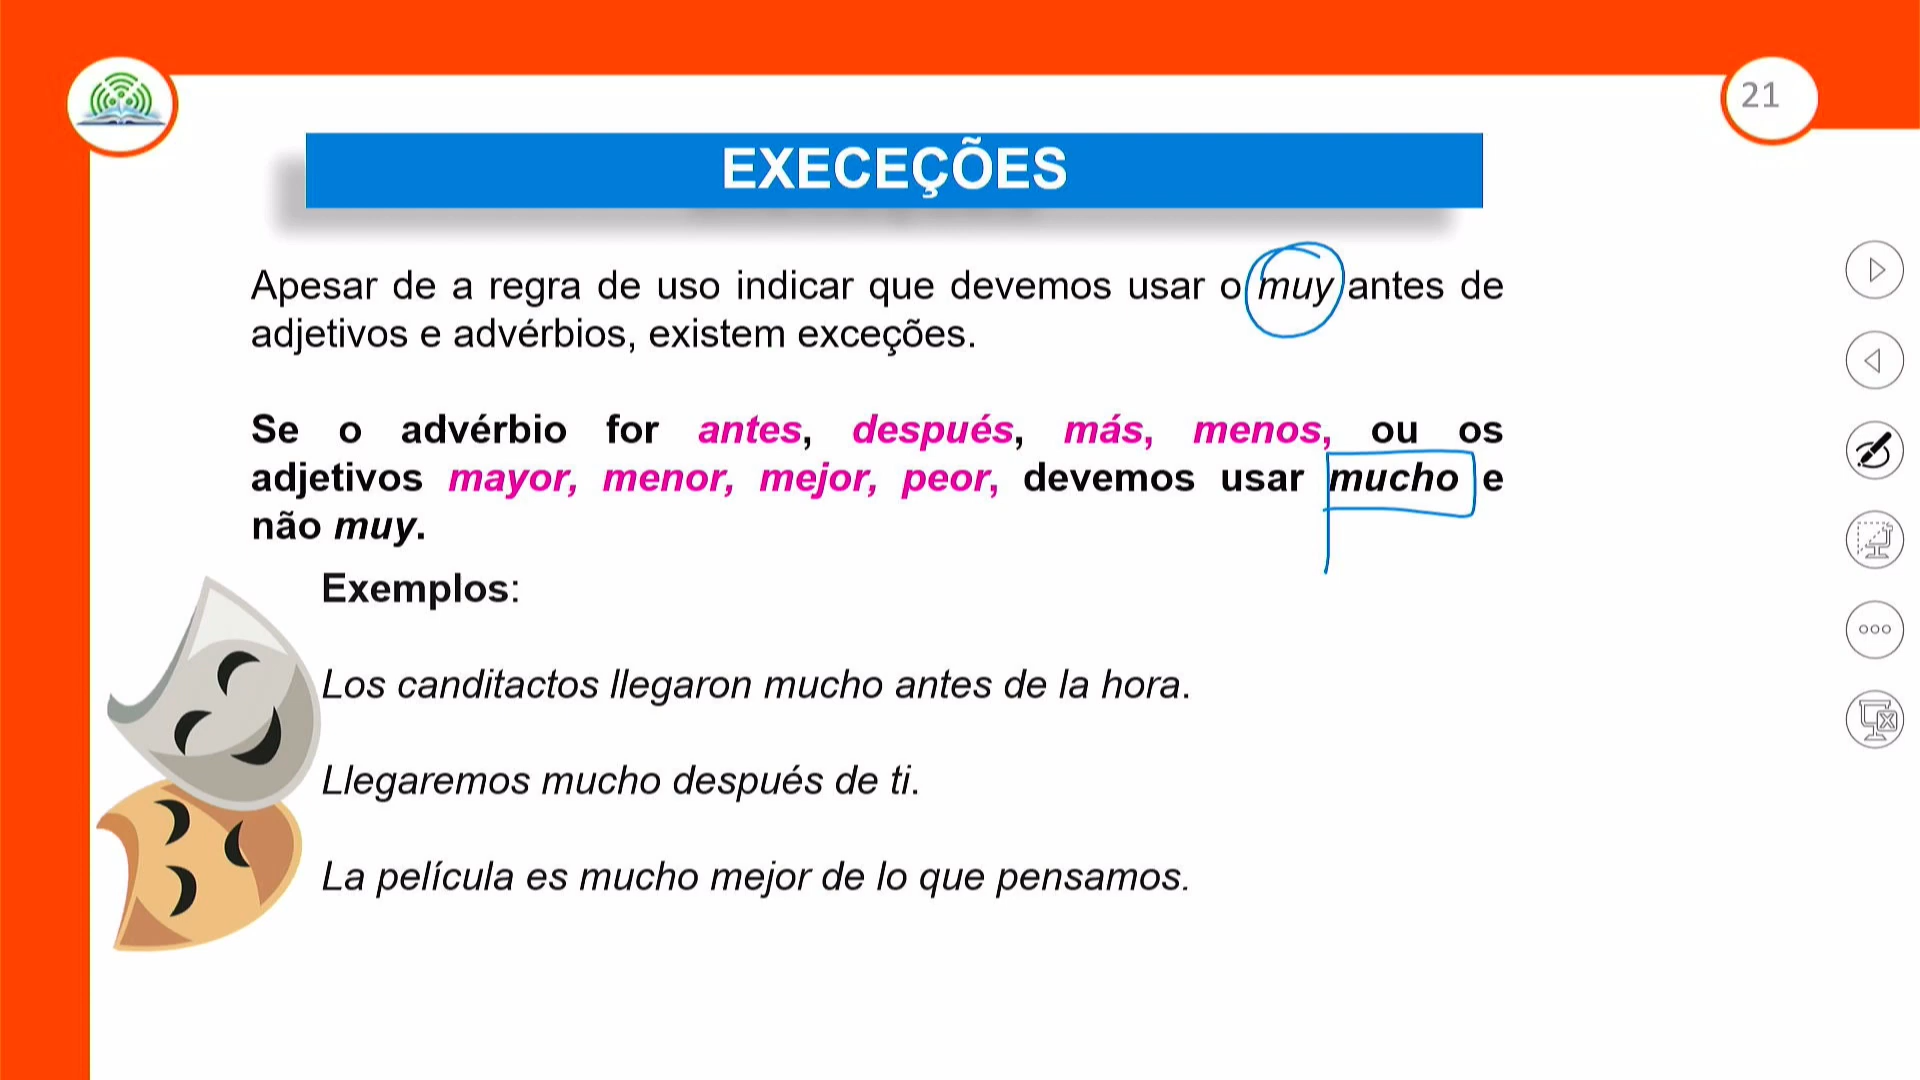 21
EXECEÇÕES
Apesar de a regra de uso indicar que devemos usar o muy antes de
adjetivos e advérbios, existem exceções.
Se o advérbio for antes, después, más, menos, ou os
adjetivos mayor, menor, mejor, peor, devemos usar mucho e
não muy.
Exemplos:
Los canditactos llegaron mucho antes de la hora.
Llegaremos mucho después de ti.
La película es mucho mejor de lo que pensamos.